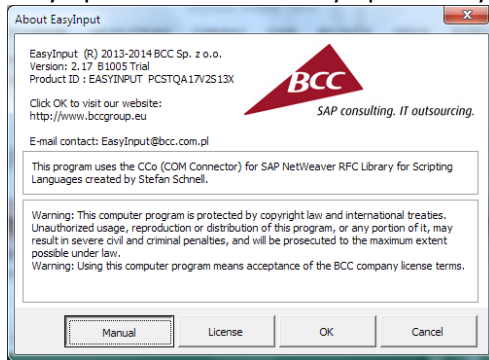 About EasyInput
EasyInput (R) 2013-2014 BCC Sp. z o.o.
Version: 2.17 B1005 Trial
Product ID : EASYINPUT PCSTQA17V2S13X
BCC
Click OK to visit our website:
http://www.bccgroup.eu
SAP consulting. IT outsourcing.
E-mail contact: EasyInput@bcc.com.pl
This program uses the CCo (COM Connector) for SAP NetWeaver RFC Library for Scripting
Languages created by Stefan Schnell.
Warning: This computer program is protected by copyright law and international treaties.
Unauthorized usage, reproduction or distribution of this program, or any portion of it, may
result in severe civil and criminal penalties, and will be prosecuted to the maximum extent
possible under law.
Warning: Using this computer program means acceptance of the BCC company license terms.
Manual License OK Cancel